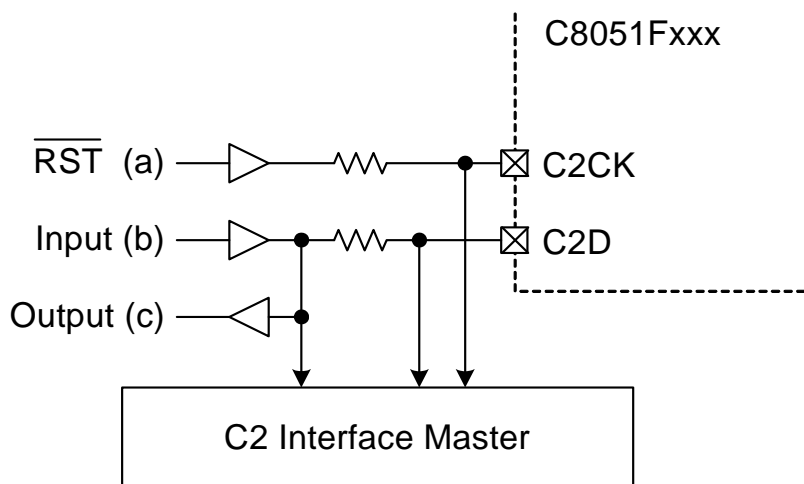 C8051Fxxx
RST (a)
C2CK
Input (b)
C2D
Output (c)
C2 Interface Master